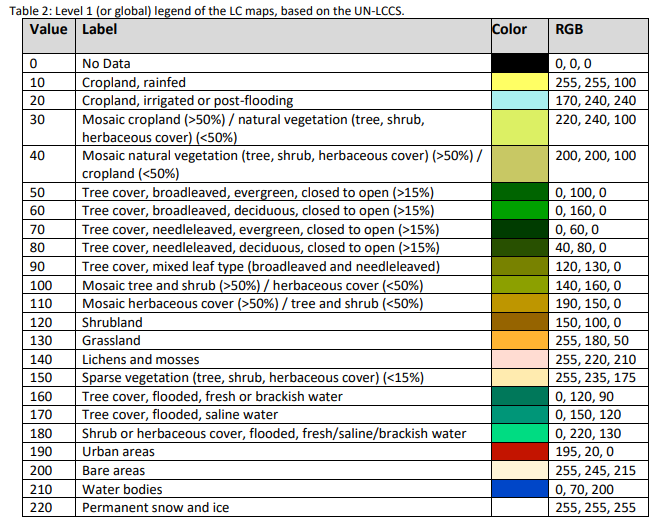 Table 2: Level 1 (or global) legend of the LC maps, based on the UN-LCCS.
Value Label Color RGB
0 No Data 0, 0, 0
10 Cropland, rainfed 255, 255, 100
20 Cropland, irrigated or post-flooding 170, 240, 240
30 Mosaic cropland (>50%) / natural vegetation (tree, shrub, 220, 240, 100
herbaceous cover) (<50%)
40 Mosaic natural vegetation (tree, shrub, herbaceous cover) (>50%) / 200, 200, 100
cropland (<50%)
50 Tree cover, broadleaved, evergreen, closed to open (>15%) 0, 100, 0
60 Tree cover, broadleaved, deciduous, closed to open (>15%) 0, 160, 0
70 Tree cover, needleleaved, evergreen, closed to open (>15%) 0, 60, 0
80 Tree cover, needleleaved, deciduous, closed to open (>15%) 40, 80, 0
90 Tree cover, mixed leaf type (broadleaved and needleleaved) 120, 130, 0
100 Mosaic tree and shrub (>50%) / herbaceous cover (<50%) 140, 160, 0
110 Mosaic herbaceous cover (>50%) / tree and shrub (<50%) 190, 150, 0
120 Shrubland 150, 100, 0
130 Grassland 255, 180, 50
140 Lichens and mosses 255, 220, 210
150 Sparse vegetation (tree, shrub, herbaceous cover) (<15%) 255, 235, 175
160 Tree cover, flooded, fresh or brackish water 0, 120, 90
170 Tree cover, flooded, saline water 0, 150, 120
180 Shrub or herbaceous cover, flooded, fresh/saline/brackish water 0, 220, 130
190 Urban areas 195, 20, 0
200 Bare areas 255, 245, 215
210 Water bodies 0, 70, 200
220 Permanent snow and ice 255, 255, 255